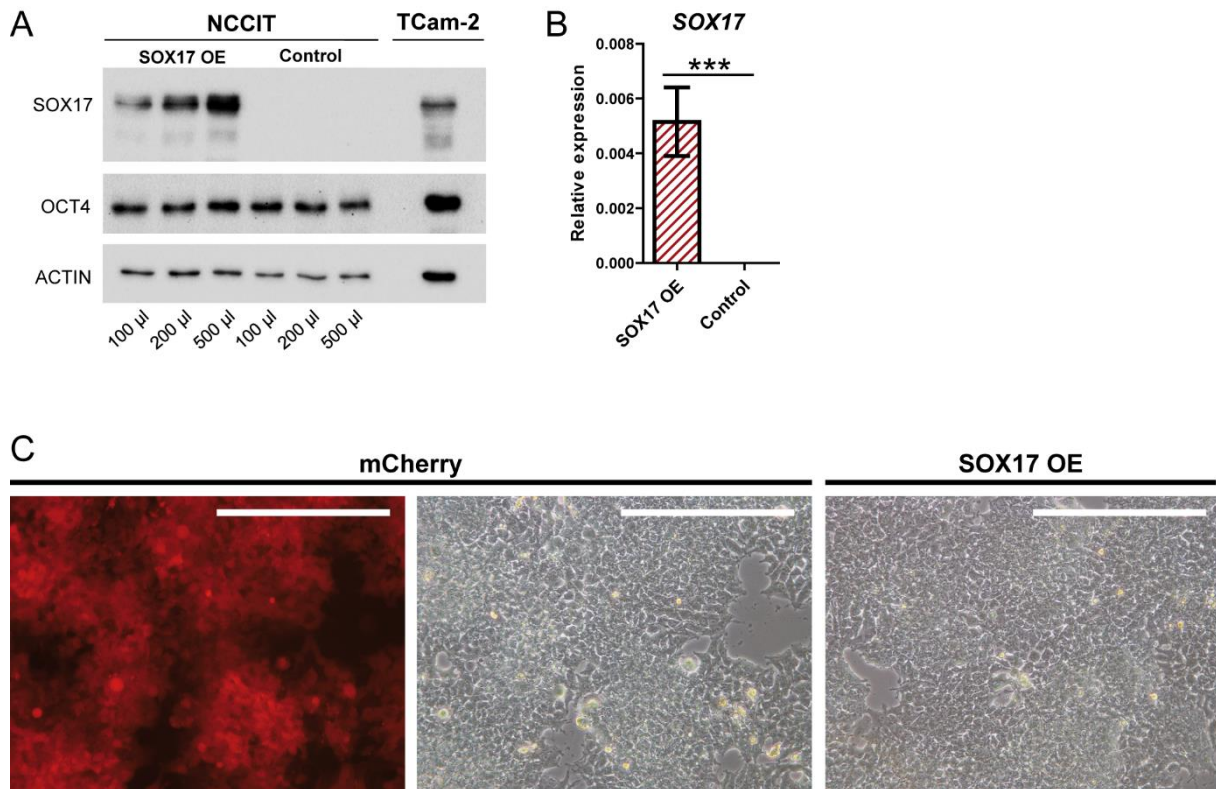 A
NCCIT TCam-2
SOX17 OE Control
SOX17
OCT4
ACTIN
100 µl 200 µl 500 µl 100 µl 200 µl 500 µl
B
SOX17
***
Relative expression
0.008
0.006
0.004
0.002
0.000
SOX17 OE Control
C
mCherry SOX17 OE